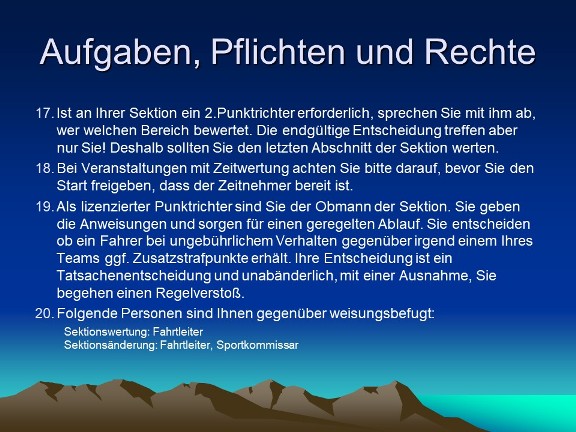 Aufgaben, Pflichten und Rechte
17. Ist an Ihrer Sektion ein 2.Punktrichter erforderlich, sprechen Sie mit ihm ab,
wer welchen Bereich bewertet. Die endgültige Entscheidung treffen aber
nur Sie! Deshalb sollten Sie den letzten Abschnitt der Sektion werten.
18. Bei Veranstaltungen mit Zeitwertung achten Sie bitte darauf, bevor Sie den
Start freigeben, dass der Zeitnehmer bereit ist.
19. Als lizenzierter Punktrichter sind Sie der Obmann der Sektion. Sie geben
die Anweisungen und sorgen für einen geregelten Ablauf. Sie entscheiden
ob ein Fahrer bei ungebührlichem Verhalten gegenüber irgend einem Ihres
Teams ggf. Zusatzstrafpunkte erhält. Ihre Entscheidung ist ein
Tatsachenentscheidung und unabänderlich, mit einer Ausnahme, Sie
begehen einen Regelverstoß.
20. Folgende Personen sind Ihnen gegenüber weisungsbefugt:
Sektionswertung: Fahrtleiter
Sektionsänderung: Fahrtleiter, Sportkommissar